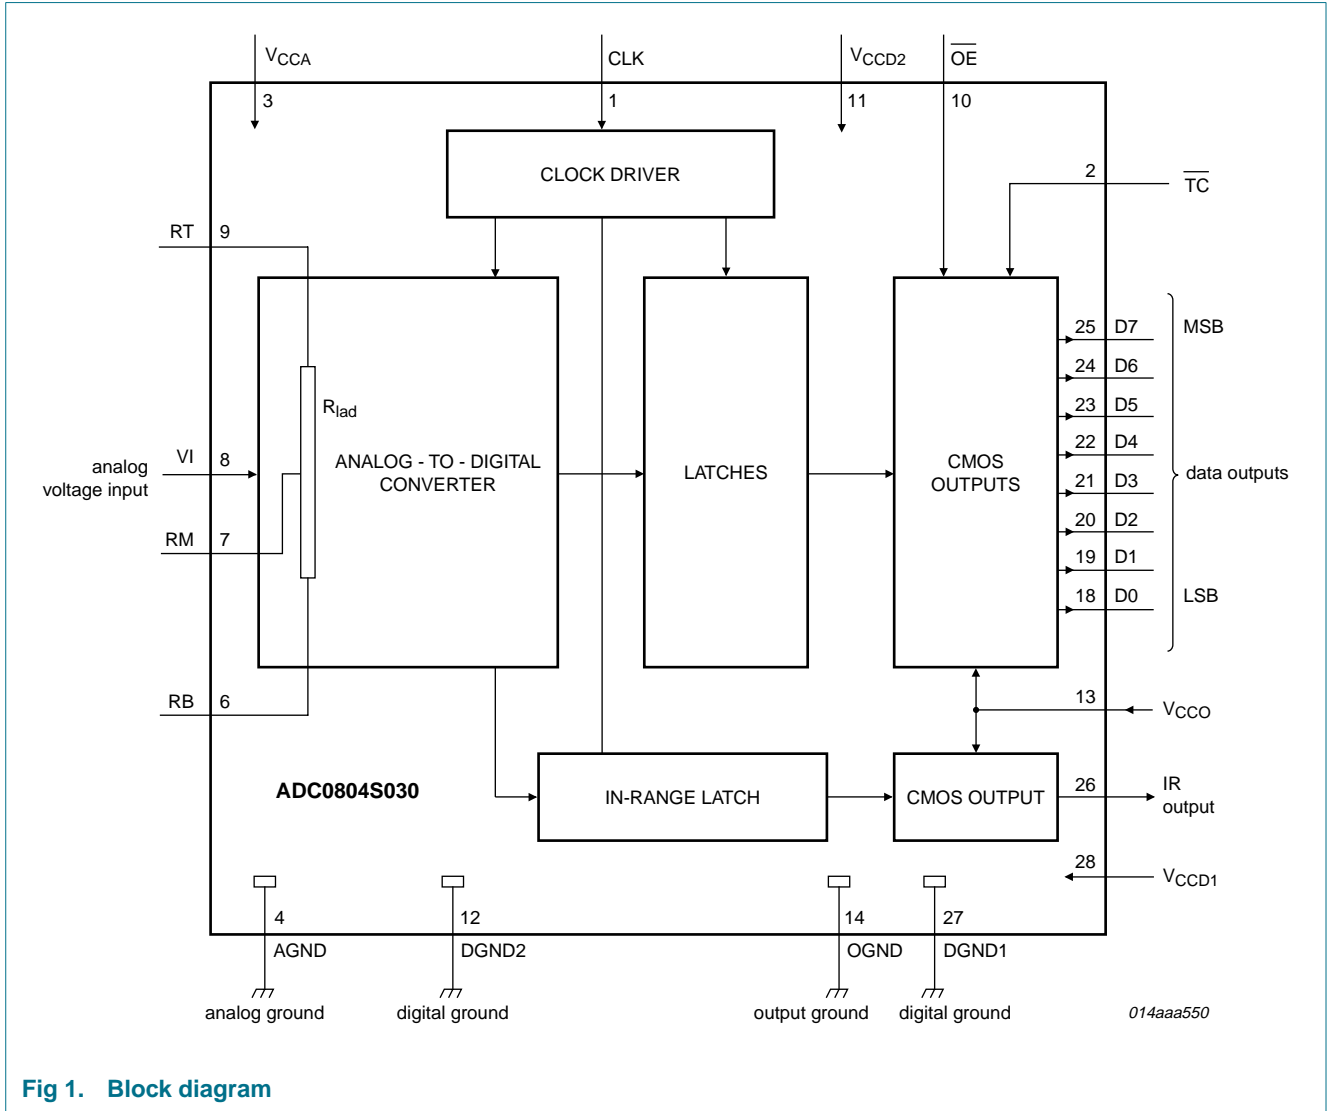 VCCA
CLK
VCCD2
OE
3
1
11
10
CLOCK DRIVER
2
TC
RT
9
25
D7
MSB
24
D6
Rlad
23
D5
VI
8
analog
voltage input
ANALOG - TO - DIGITAL
CONVERTER
LATCHES
CMOS
OUTPUTS
22
D4
data outputs
21
D3
20
D2
RM
7
19
D1
18
D0
LSB
RB
6
13
VCCO
ADC0804S030
IN-RANGE LATCH
CMOS OUTPUT
26
IR
output
28
VCCD1
4
12
14
27
AGND
DGND2
OGND
DGND1
analog ground
digital ground
output ground
digital ground
014aaa550
Fig 1. Block diagram